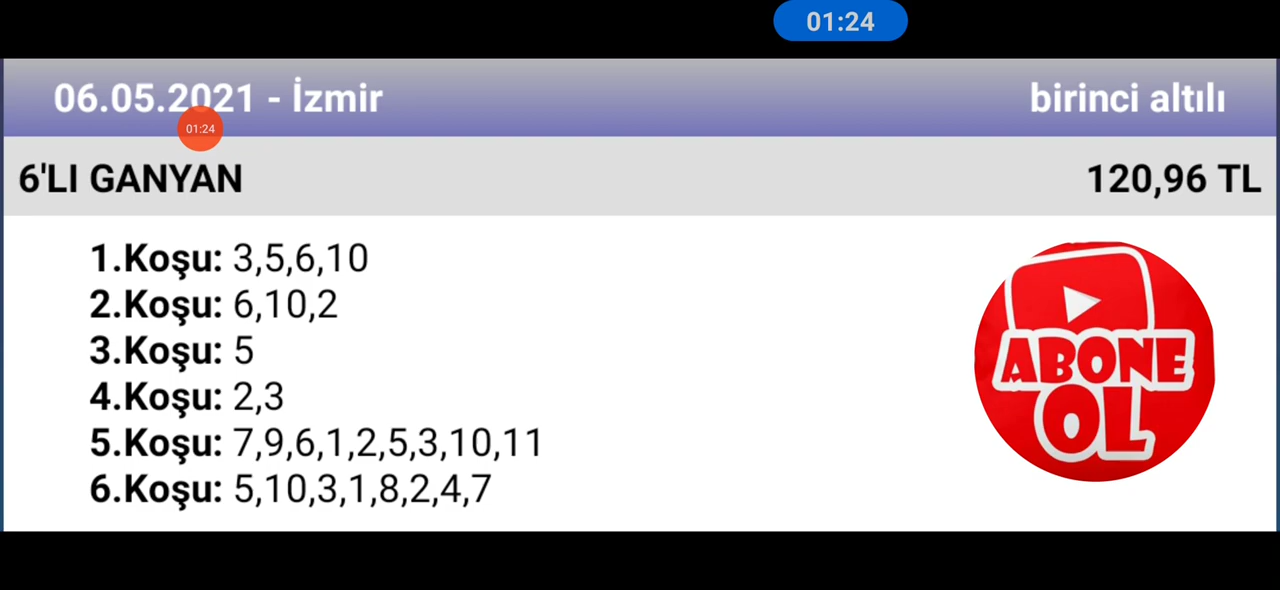 01:24
06.05.2021 - İzmir
birinci altılı
01:24
6'LI GANYAN
120,96 TL
1.Koşu: 3,5,6,10
2.Koşu: 6,10,2
3.Koşu: 5
4.Koşu: 2,3
5.Koşu: 7,9,6,1,2,5,3,10,11
6.Koşu: 5,10,3,1,8,2,4,7
ABONE
OL